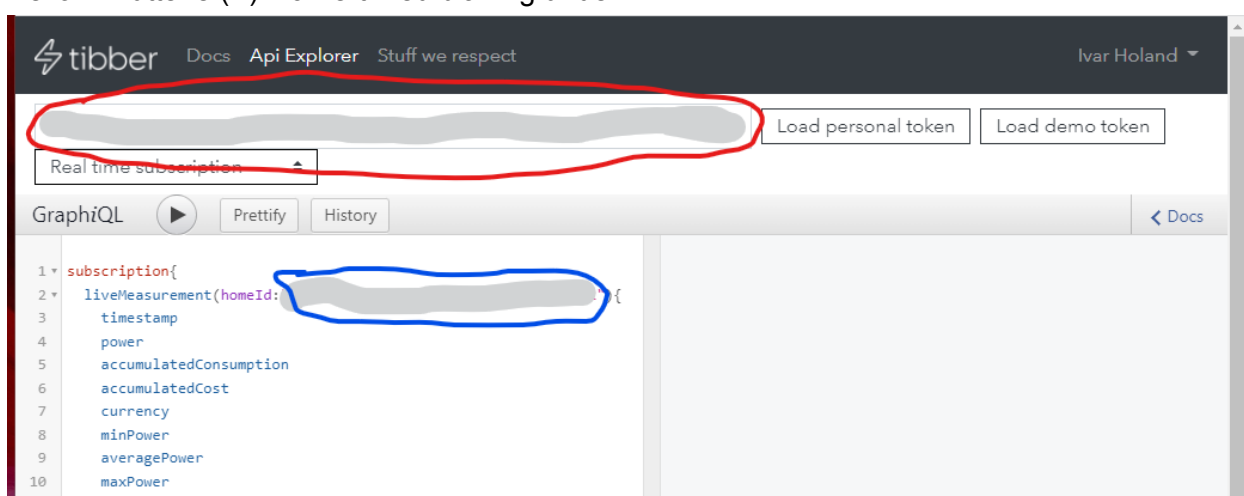 tibber Docs Api Explorer Stuff we respect Ivar Holand
Load personal token Load demo token
Real time subscription
GraphiQL Prettify History Docs
1 subscription{
2 liveMeasurement(homeId: "){
3 timestamp
4 power
5 accumulatedConsumption
6 accumulatedCost
7 currency
8 minPower
9 averagePower
10 maxPower